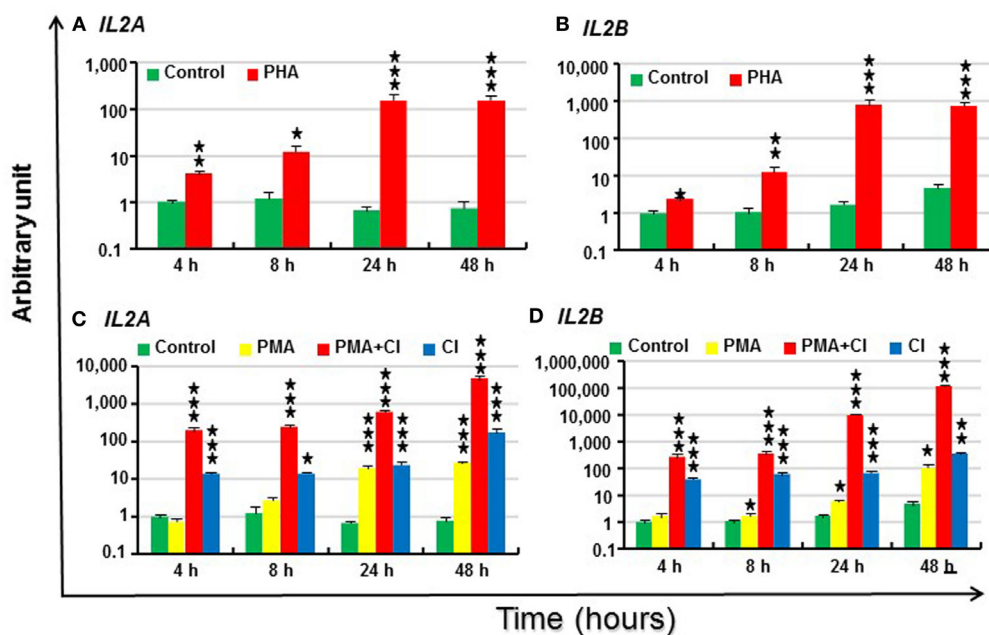 A IL2A
Control PHA
1,000
100
10
1
0.1
4 h 8 h 24 h 48 h
B IL2B
Control PHA
10,000
1,000
100
10
1
0.1
4 h 8 h 24 h 48 h
Arbitrary unit
C IL2A
Control PMA PMA+CI CI
10,000
1,000
100
10
1
0.1
4 h 8 h 24 h 48 h
D IL2B
Control PMA PMA+CI CI
1,000,000
100,000
10,000
1,000
100
10
1
0.1
4 h 8 h 24 h 48 h
Time (hours)